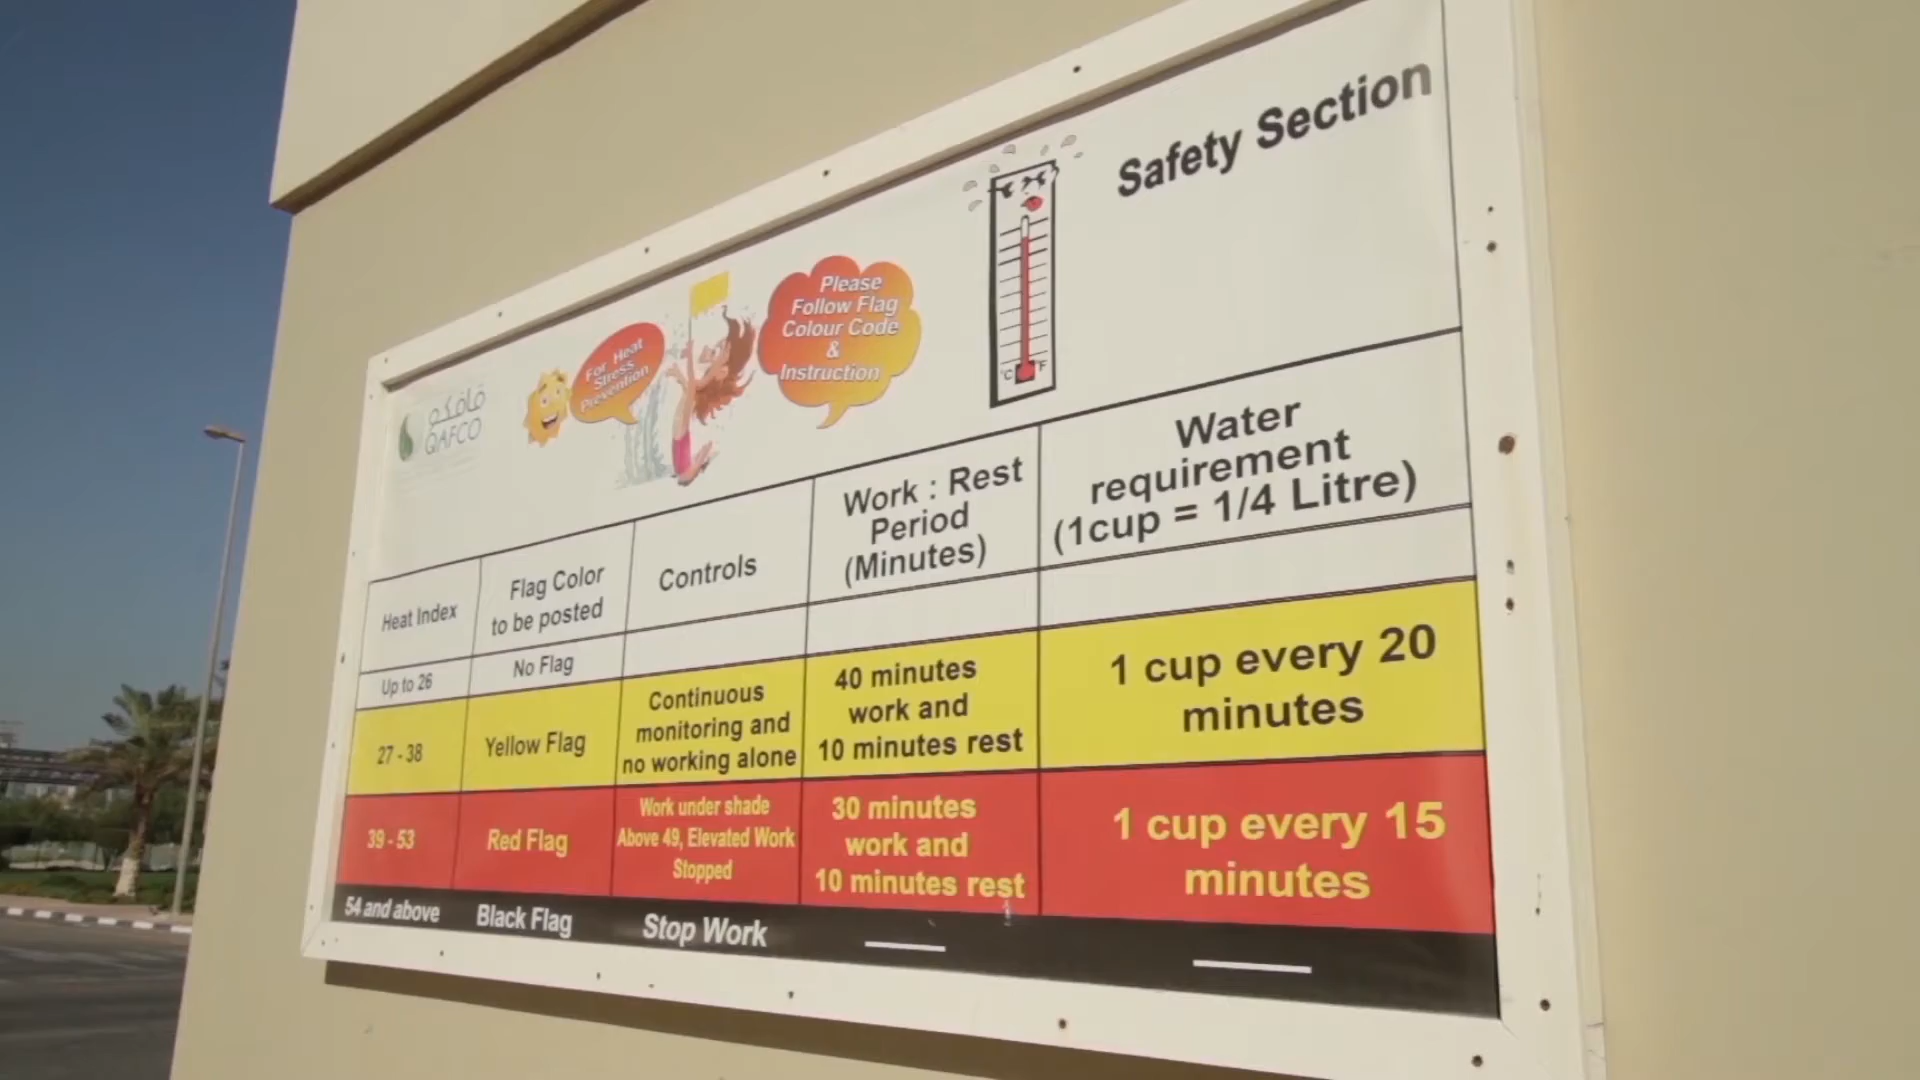 Safety Section
قافكو
QAFCO
For Heat
Stress
Prevention
Please
Follow Flag
Colour Code
&
Instruction
°C °F
Heat Index
Flag Color
to be posted
Controls
Work : Rest
Period
(Minutes)
Water
requirement
(1cup = 1/4 Litre)
Up to 26
No Flag
27 - 38
Yellow Flag
Continuous
monitoring and
no working alone
40 minutes
work and
10 minutes rest
1 cup every 20
minutes
39 - 53
Red Flag
Work under shade
Above 49, Elevated Work
Stopped
30 minutes
work and
10 minutes rest
1 cup every 15
minutes
54 and above
Black Flag
Stop Work